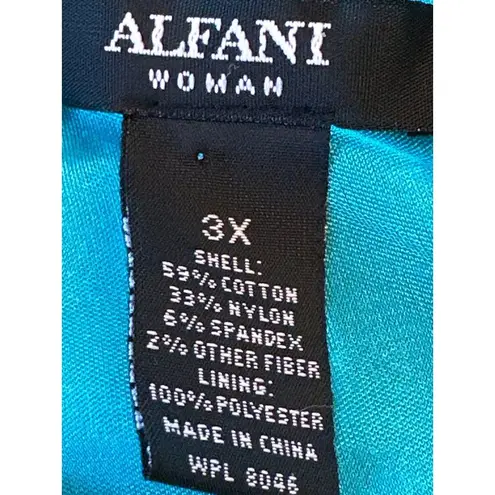 ALFANI
WOMAN
3X
SHELL:
59% COTTON
33% NYLON
6% SPANDEX
2% OTHER FIBER
LINING:
100% POLYESTER
MADE IN CHINA
WPL 8046